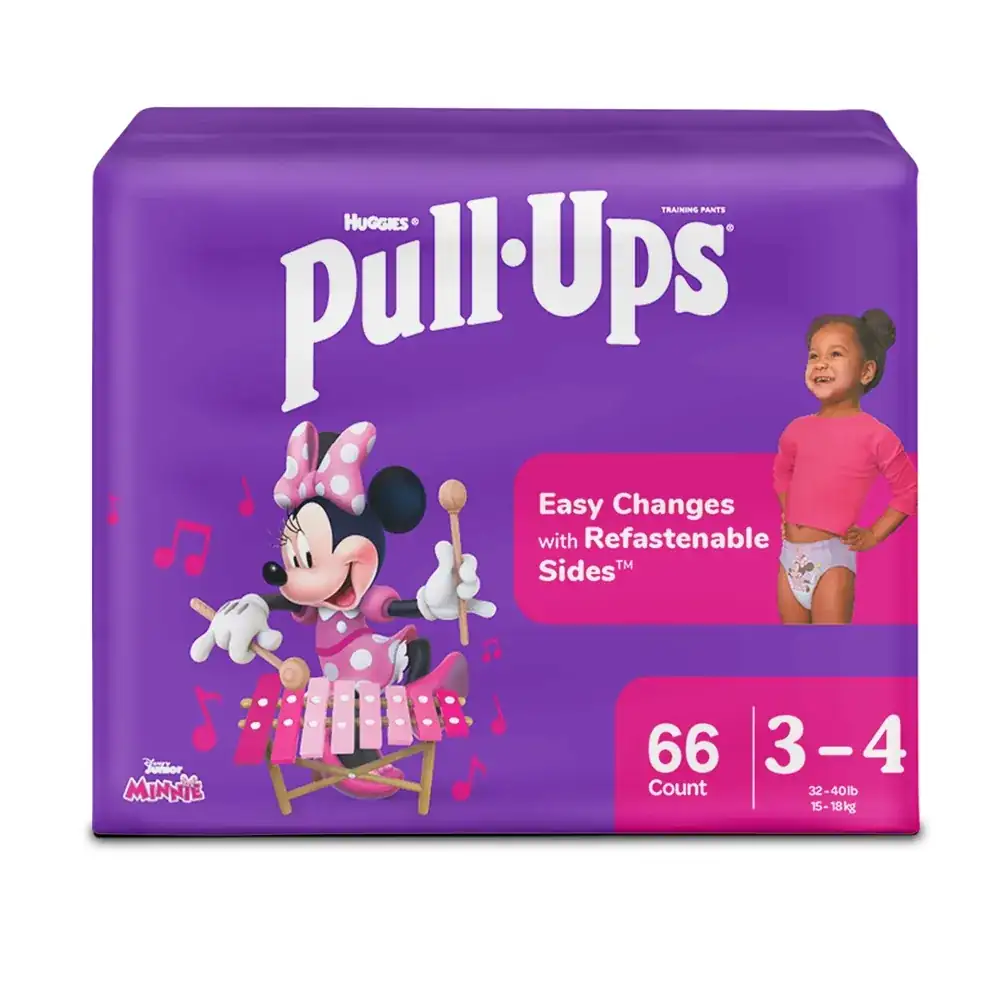 HUGGIES®
TRAINING PANTS
Pull·Ups®
Easy Changes
with Refastenable
Sides™
66
Count
3–4
32-40lb
15-18kg
Disney
Junior
MINNIE